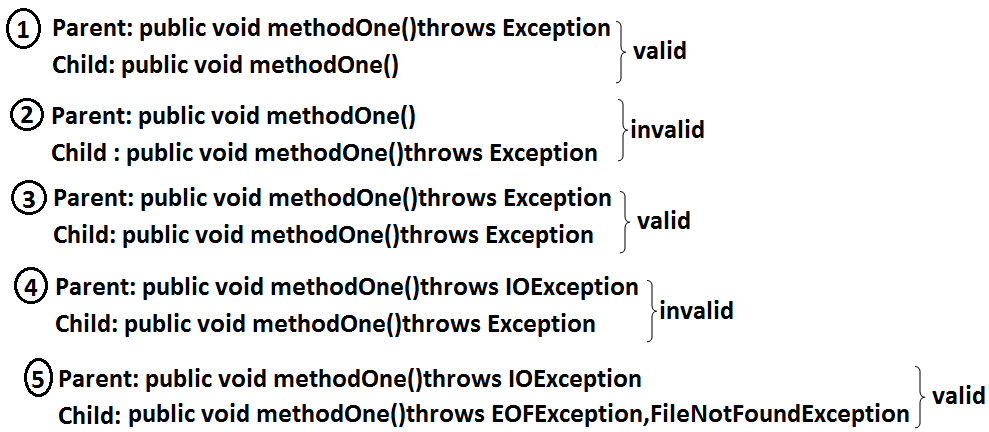 1 Parent: public void methodOne()throws Exception
Child: public void methodOne()
valid
2 Parent: public void methodOne()
Child : public void methodOne()throws Exception
invalid
3 Parent: public void methodOne()throws Exception
Child: public void methodOne()throws Exception
valid
4 Parent: public void methodOne()throws IOException
Child: public void methodOne()throws Exception
invalid
5 Parent: public void methodOne()throws IOException
Child: public void methodOne()throws EOFException,FileNotFoundException
valid